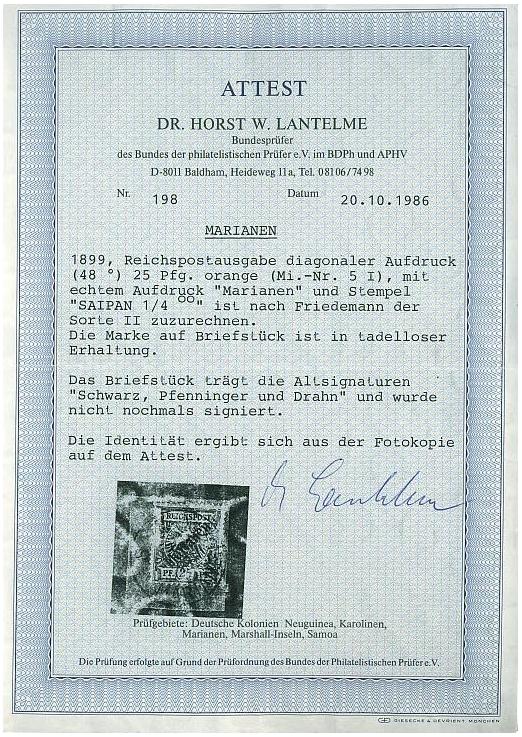 ATTEST
DR. HORST W. LANTELME
Bundesprüfer
des Bundes der philatelistischen Prüfer e.V. im BDPh und APHV
D-8011 Baldham, Heideweg 11a, Tel. 08106/7498
Nr. 198 Datum 20.10.1986
MARIANEN
1899, Reichspostausgabe diagonaler Aufdruck
(48 °) 25 Pfg. orange (Mi.-Nr. 5 I), mit
echtem Aufdruck "Marianen" und Stempel
"SAIPAN 1/4 00" ist nach Friedemann der
Sorte II zuzurechnen.
Die Marke auf Briefstück ist in tadelloser
Erhaltung.
Das Briefstück trägt die Altsignaturen
"Schwarz, Pfenninger und Drahn" und wurde
nicht nochmals signiert.
Die Identität ergibt sich aus der Fotokopie
auf dem Attest.
REICHSPOST
Prüfgebiete: Deutsche Kolonien Neuguinea, Karolinen,
Marianen, Marshall-Inseln, Samoa
Die Prüfung erfolgte auf Grund der Prüfordnung des Bundes der Philatelistischen Prüfer e.V.
GIESECKE & DEVRIENT, MÜNCHEN